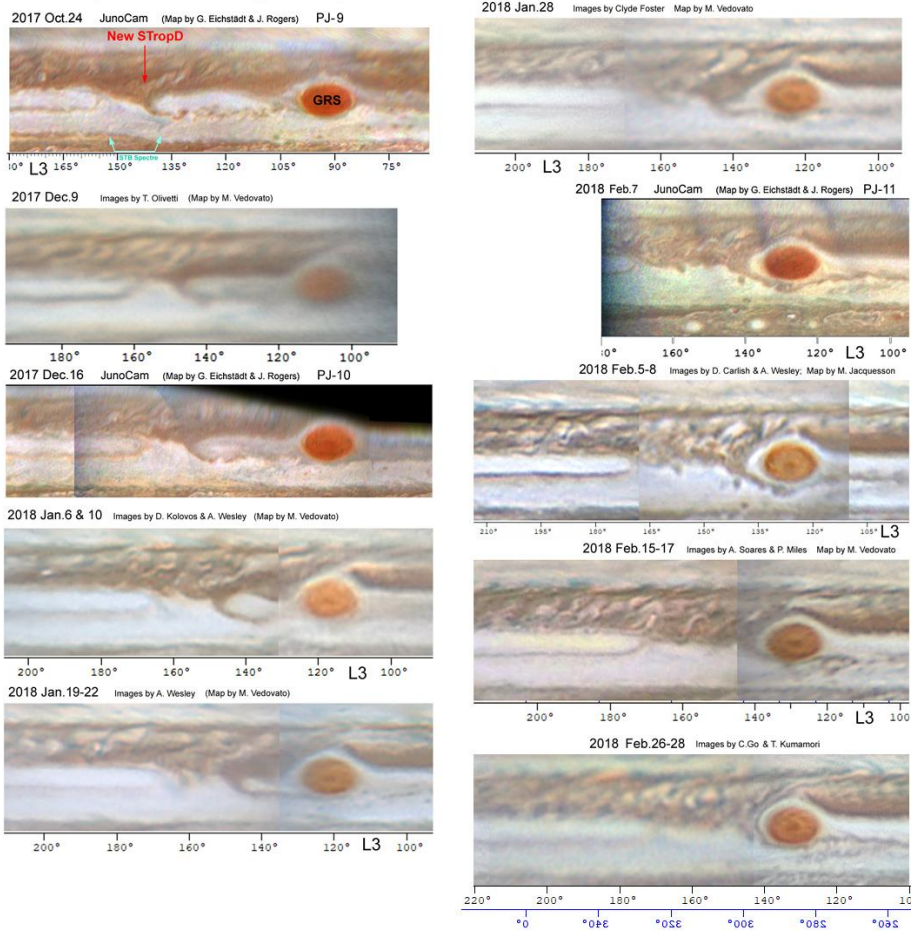 2017 Oct.24 JunoCam (Map by G. Eichstädt & J. Rogers) PJ-9
New STropD
GRS
STB Spectre
80° L3 165° 150° 135° 120° 105° 90° 75°
2017 Dec.9 Images by T. Olivetti (Map by M. Vedovato)
180° 160° 140° 120° 100°
2017 Dec.16 JunoCam (Map by G. Eichstädt & J. Rogers) PJ-10
2018 Jan.6 & 10 Images by D. Kolovos & A. Wesley (Map by M. Vedovato)
200° 180° 160° 140° 120° L3 100°
2018 Jan.19-22 Images by A. Wesley (Map by M. Vedovato)
200° 180° 160° 140° 120° L3 100°
2018 Jan.28 Images by Clyde Foster Map by M. Vedovato
200° L3 180° 160° 140° 120° 100°
2018 Feb.7 JunoCam (Map by G. Eichstädt & J. Rogers) PJ-11
180° 160° 140° 120° L3 100°
2018 Feb.5-8 Images by D. Carlish & A. Wesley; Map by M. Jacquesson
210° 195° 180° 165° 150° 135° 120° 105° L3
2018 Feb.15-17 Images by A. Soares & P. Miles Map by M. Vedovato
200° 180° 160° 140° 120° L3 100°
2018 Feb.26-28 Images by C.Go & T. Kumamori
220° 200° 180° 160° 140° 120° 10
0° 340° 320° 300° 280° 260°